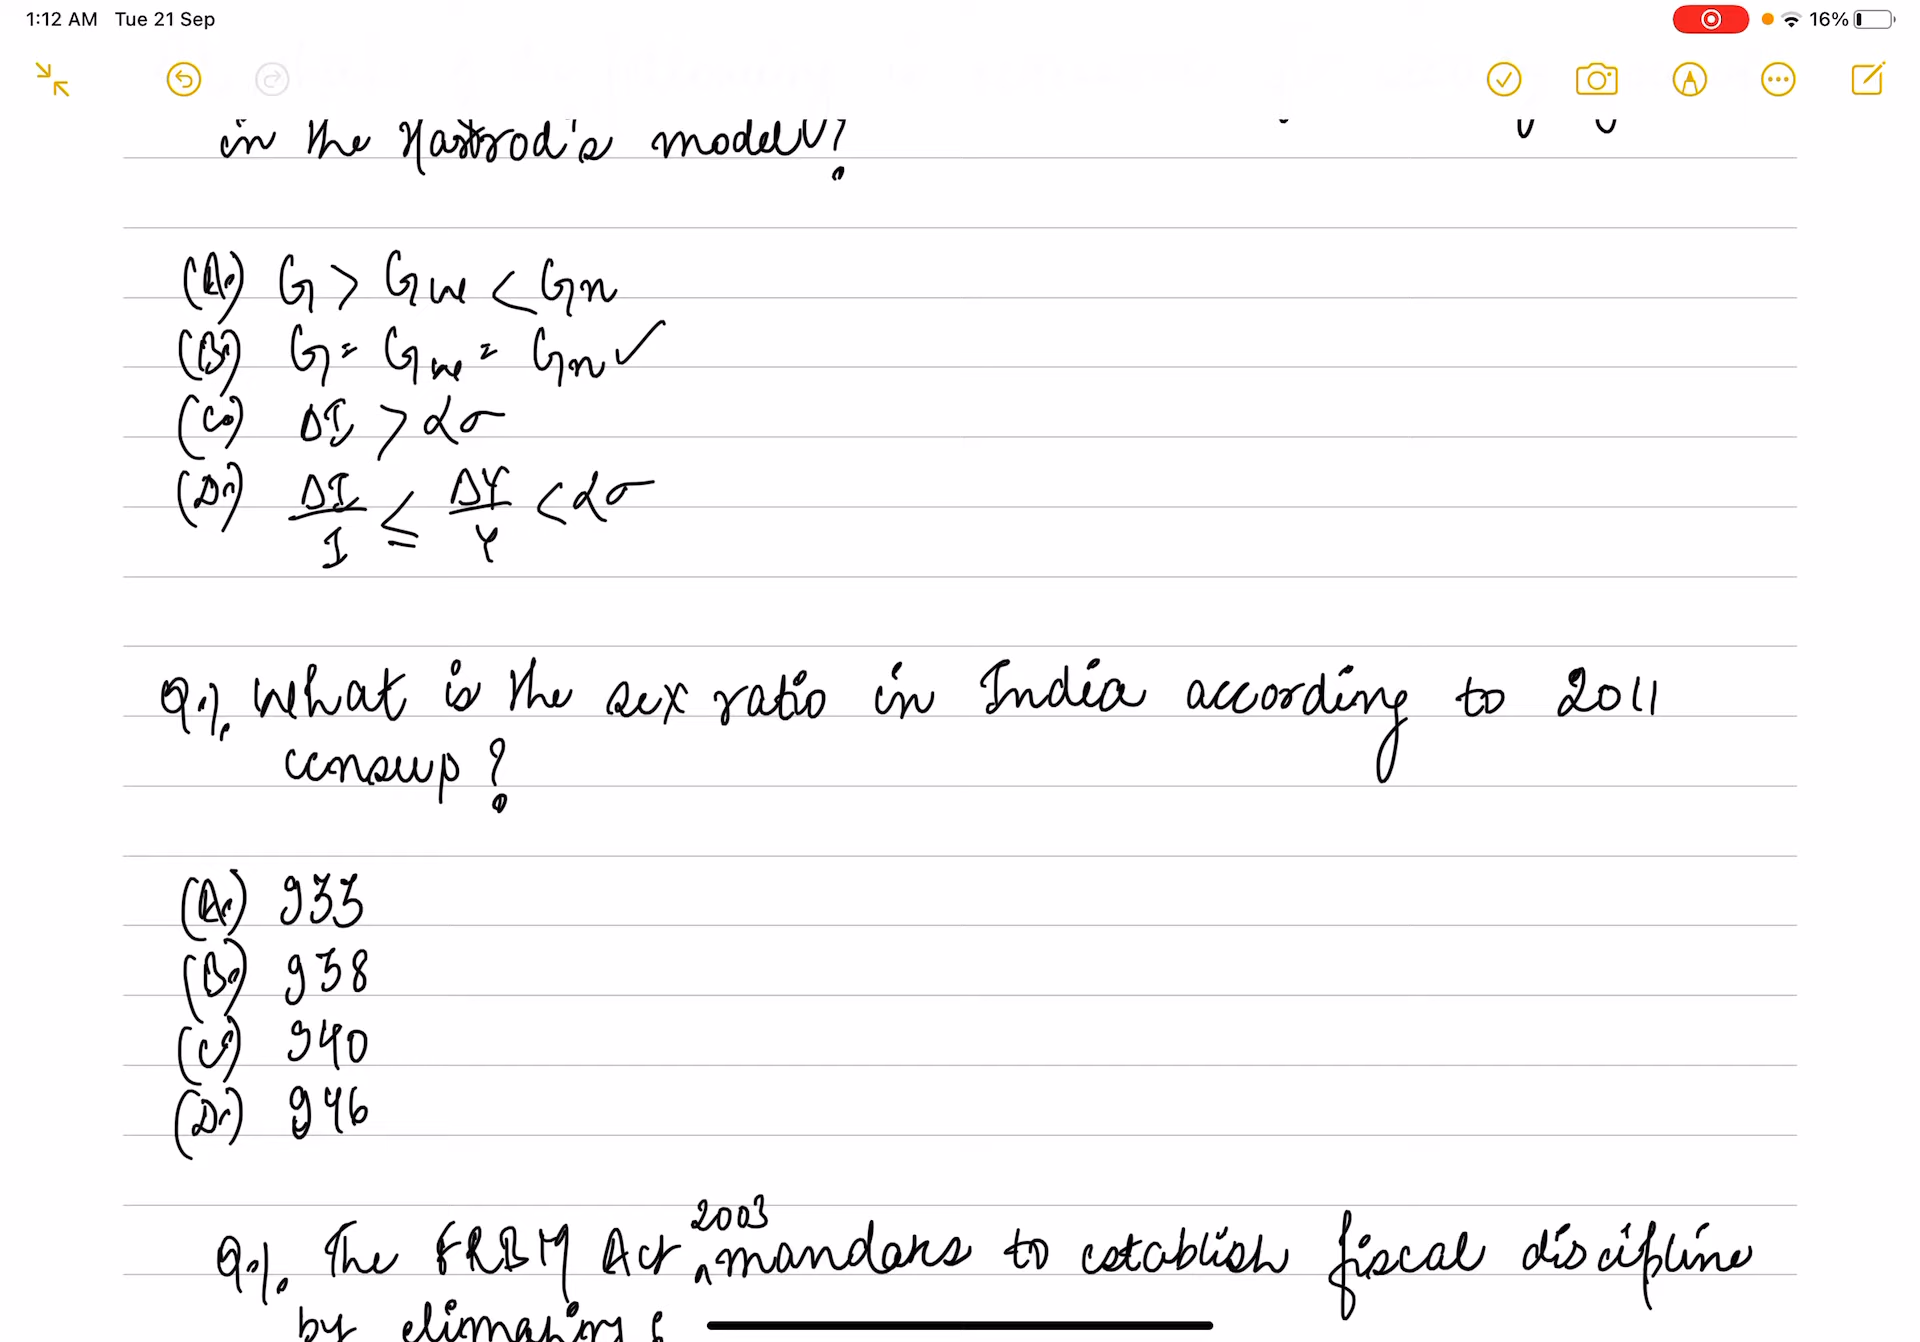 1:12 AM Tue 21 Sep 16%
in the Harrod's model?
(A.) G > Gw < Gn
(B.) G = Gw = Gn ✓
(C.) ΔI > ασ
(D.) ΔI/I ≤ ΔY/Y < ασ
Q.). What is the sex ratio in India according to 2011
census?
(A.) 933
(B.) 938
(C.) 940
(D.) 946
2003
Q.). The FRBM Act ^ mandates to establish fiscal discipline
by